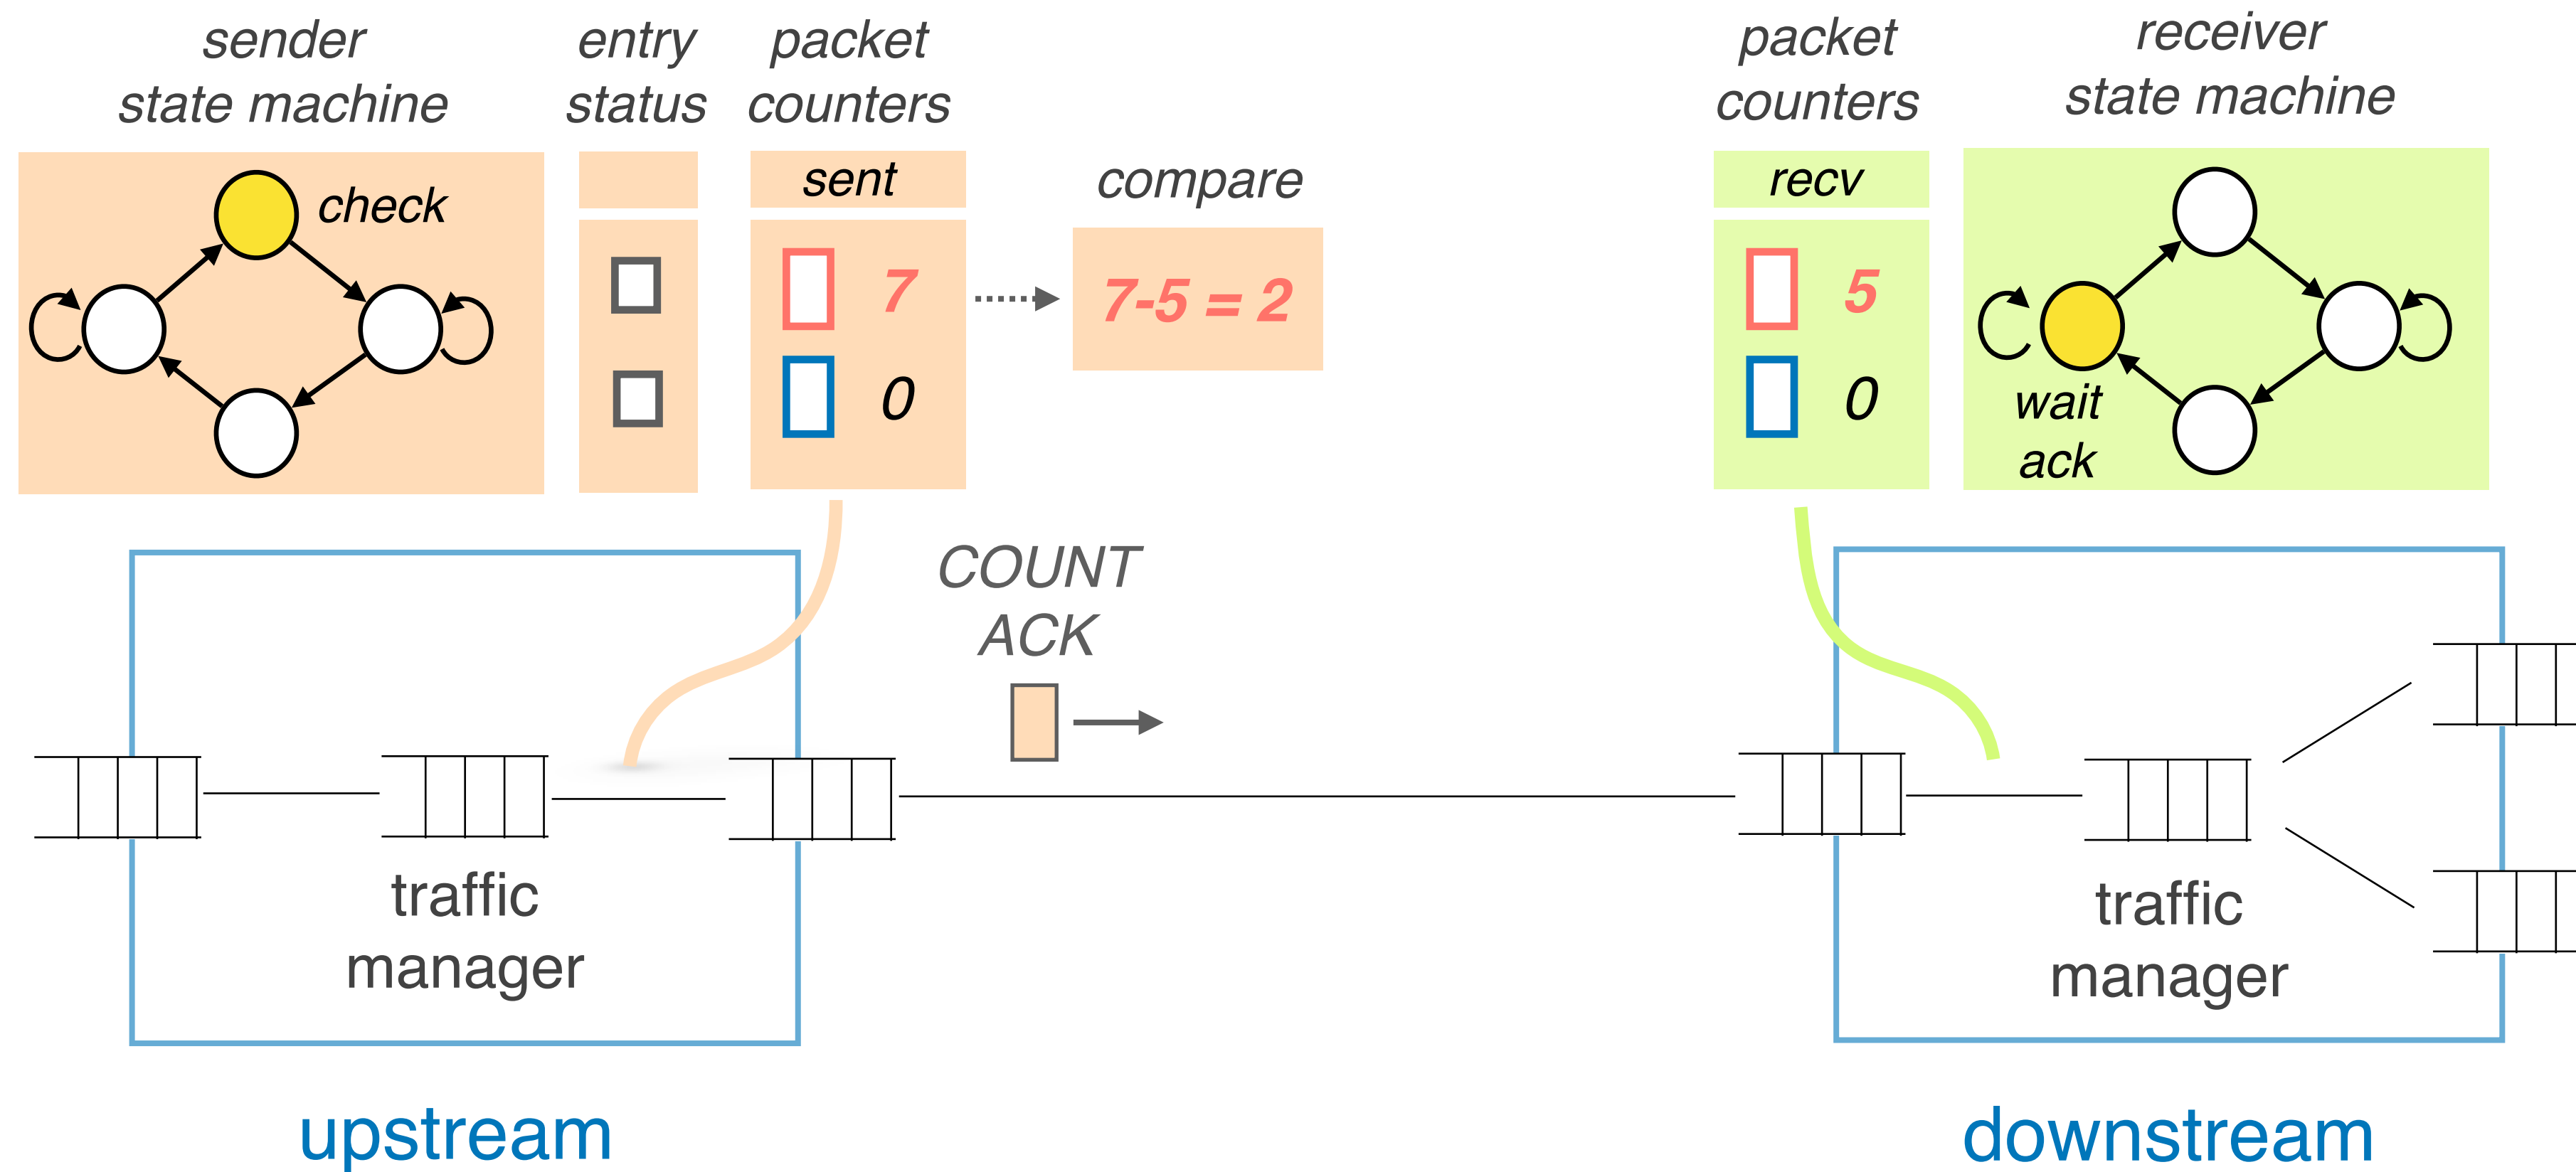 sender
state machine
entry
status
packet
counters
packet
counters
receiver
state machine
check
sent
compare
recv
7
7-5 = 2
5
0
0
wait
ack
COUNT
ACK
traffic
manager
traffic
manager
upstream
downstream